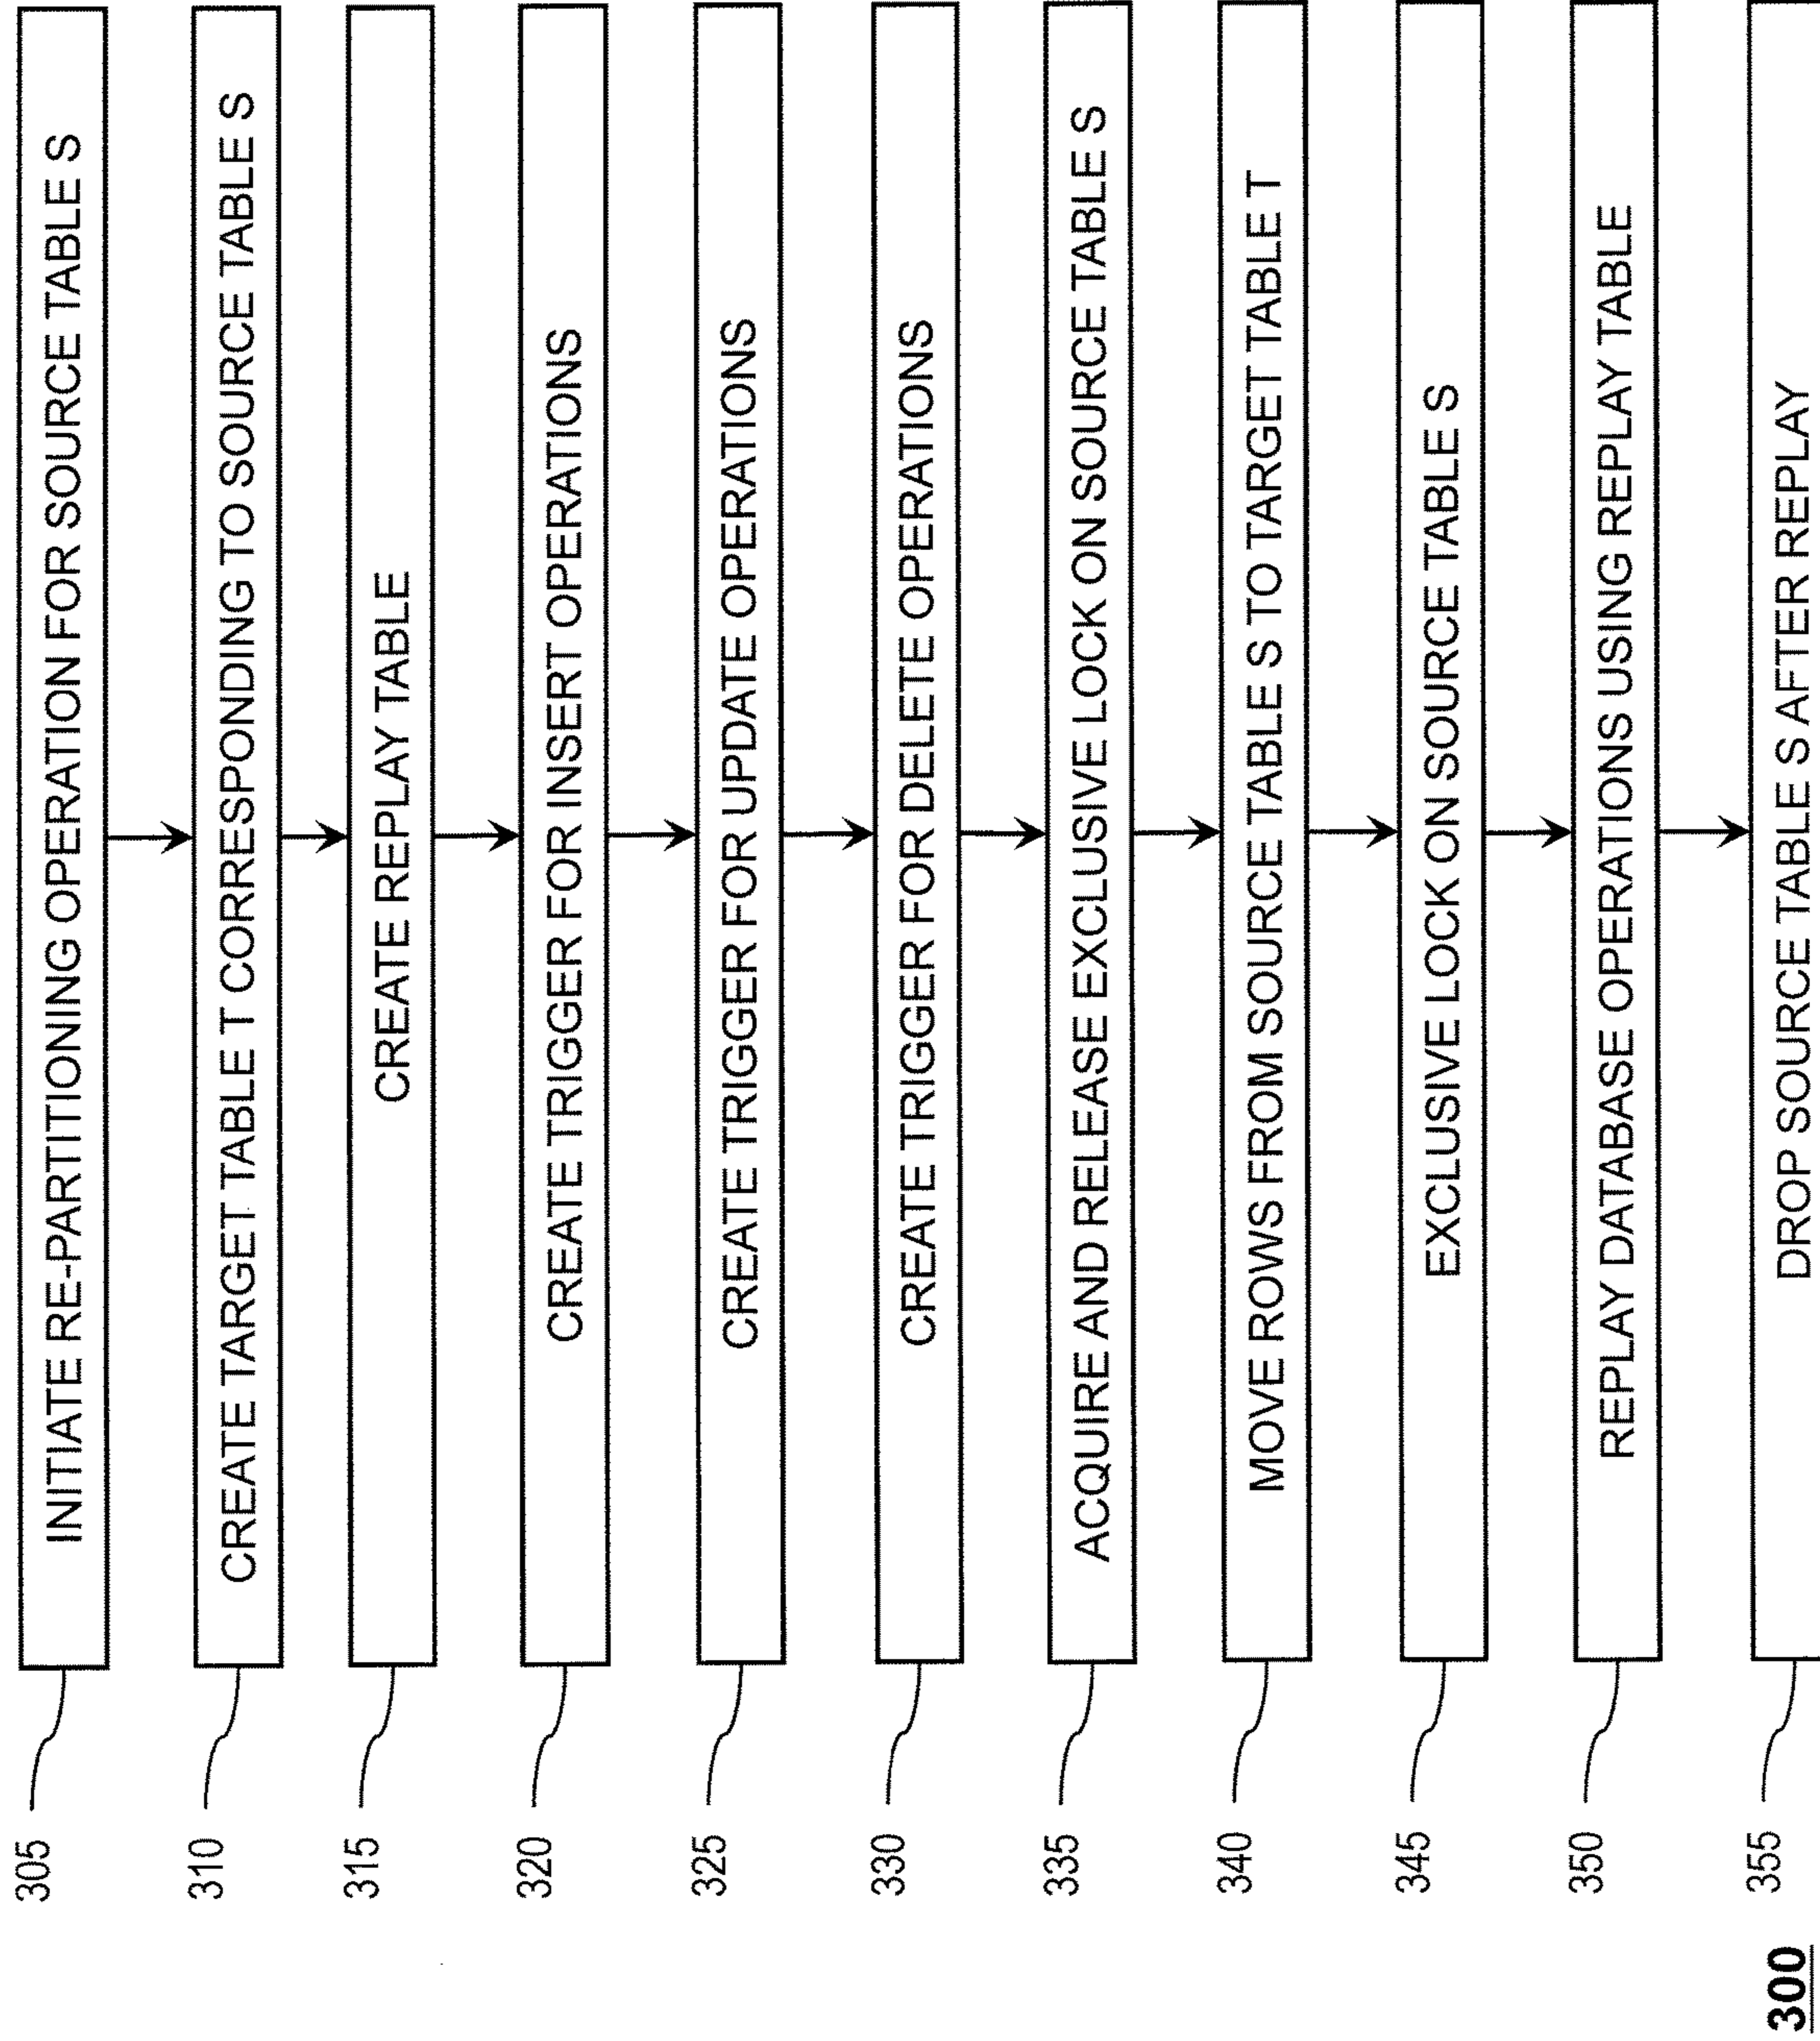 305 INITIATE RE-PARTITIONING OPERATION FOR SOURCE TABLE S
310 CREATE TARGET TABLE T CORRESPONDING TO SOURCE TABLE S
315 CREATE REPLAY TABLE
320 CREATE TRIGGER FOR INSERT OPERATIONS
325 CREATE TRIGGER FOR UPDATE OPERATIONS
330 CREATE TRIGGER FOR DELETE OPERATIONS
335 ACQUIRE AND RELEASE EXCLUSIVE LOCK ON SOURCE TABLE S
340 MOVE ROWS FROM SOURCE TABLE S TO TARGET TABLE T
345 EXCLUSIVE LOCK ON SOURCE TABLE S
350 REPLAY DATABASE OPERATIONS USING REPLAY TABLE
355 DROP SOURCE TABLE S AFTER REPLAY
300